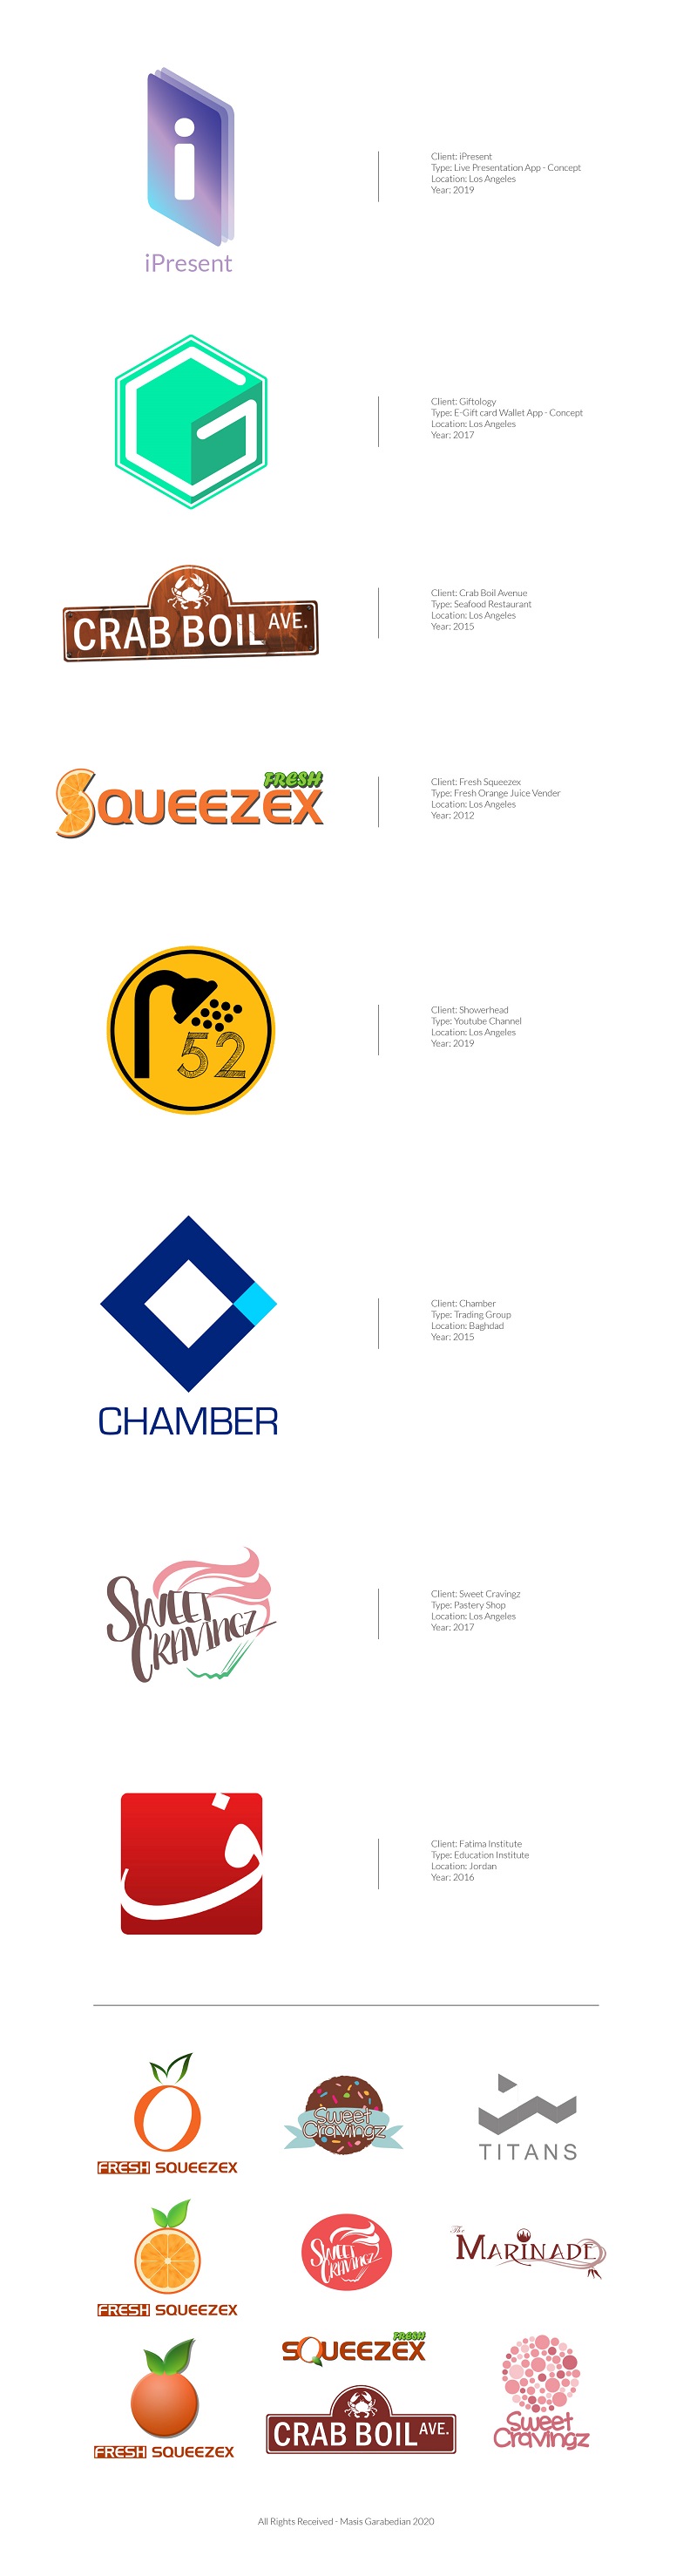 i
iPresent
Client: iPresent
Type: Live Presentation App - Concept
Location: Los Angeles
Year: 2019
G
Client: Giftology
Type: E-Gift card Wallet App - Concept
Location: Los Angeles
Year: 2017
CRAB BOIL AVE.
Client: Crab Boil Avenue
Type: Seafood Restaurant
Location: Los Angeles
Year: 2015
FRESH
SQUEEZEX
Client: Fresh Squeezex
Type: Fresh Orange Juice Vender
Location: Los Angeles
Year: 2012
52
Client: Showerhead
Type: Youtube Channel
Location: Los Angeles
Year: 2019
CHAMBER
Client: Chamber
Type: Trading Group
Location: Baghdad
Year: 2015
SWEET
CRAVINGZ
Client: Sweet Cravingz
Type: Pastery Shop
Location: Los Angeles
Year: 2017
ف
Client: Fatima Institute
Type: Education Institute
Location: Jordan
Year: 2016
FRESH SQUEEZEX
Sweet
Cravingz
TITANS
FRESH SQUEEZEX
SWEET
CRAVINGZ
The
MARINADE
FRESH SQUEEZEX
FRESH
SQUEEZEX
CRAB BOIL AVE.
Sweet
Cravingz
All Rights Received - Masis Garabedian 2020